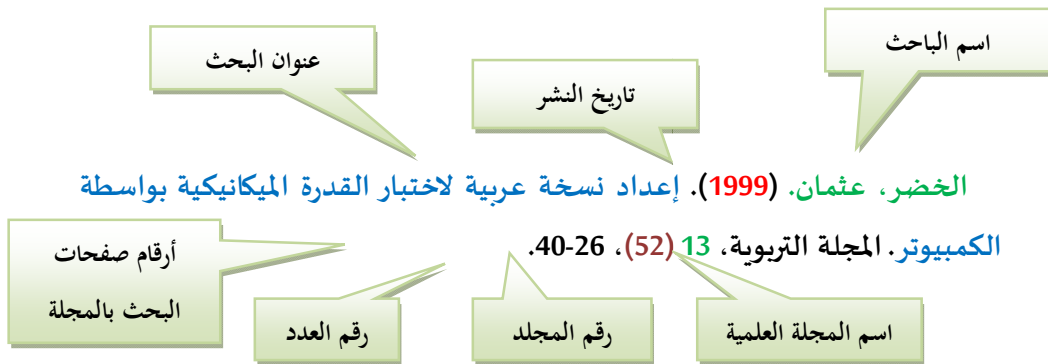 اسم الباحث
عنوان البحث
تاريخ النشر
الخضر، عثمان. (1999). إعداد نسخة عربية لاختبار القدرة الميكانيكية بواسطة
الكمبيوتر. المجلة التربوية، 13 (52)، 26-40.
أرقام صفحات
البحث بالمجلة
رقم العدد
رقم المجلد
اسم المجلة العلمية